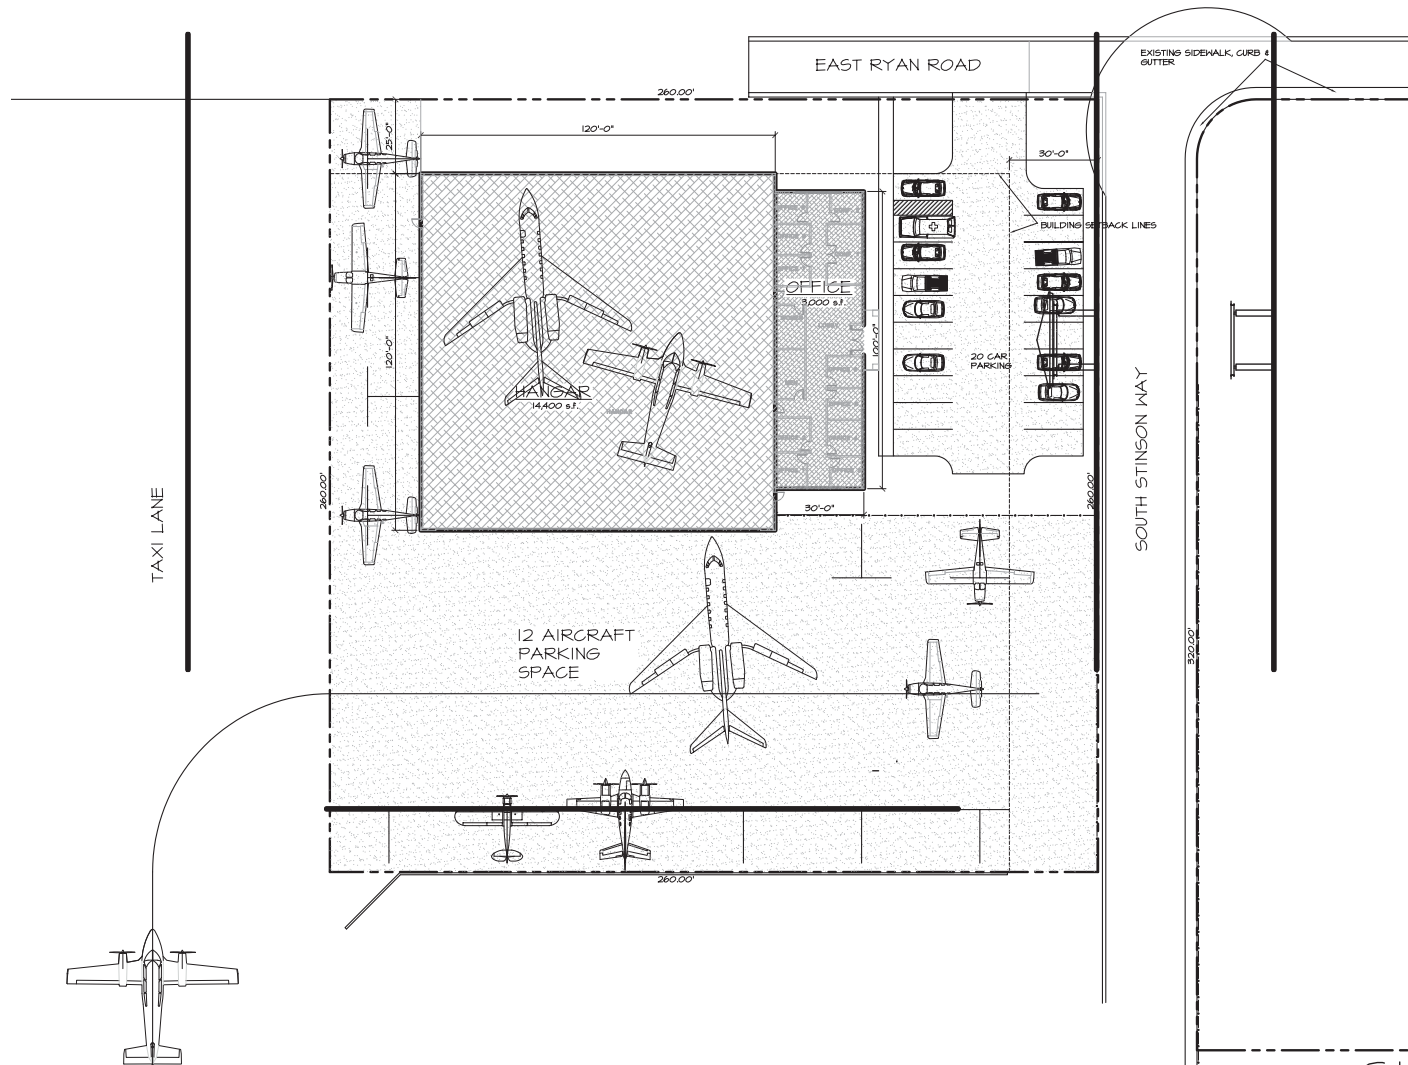 EAST RYAN ROAD
EXISTING SIDEWALK, CURB &
GUTTER
260.00'
120'-0"
25'-0"
30'-0"
BUILDING SETBACK LINES
OFFICE
3,000 s.f.
100'-0"
120'-0"
20 CAR
PARKING
HANGAR
14,400 s.f.
HANGAR
SOUTH STINSON WAY
260.00'
260.00'
30'-0"
TAXI LANE
12 AIRCRAFT
PARKING
SPACE
320.00'
260.00'